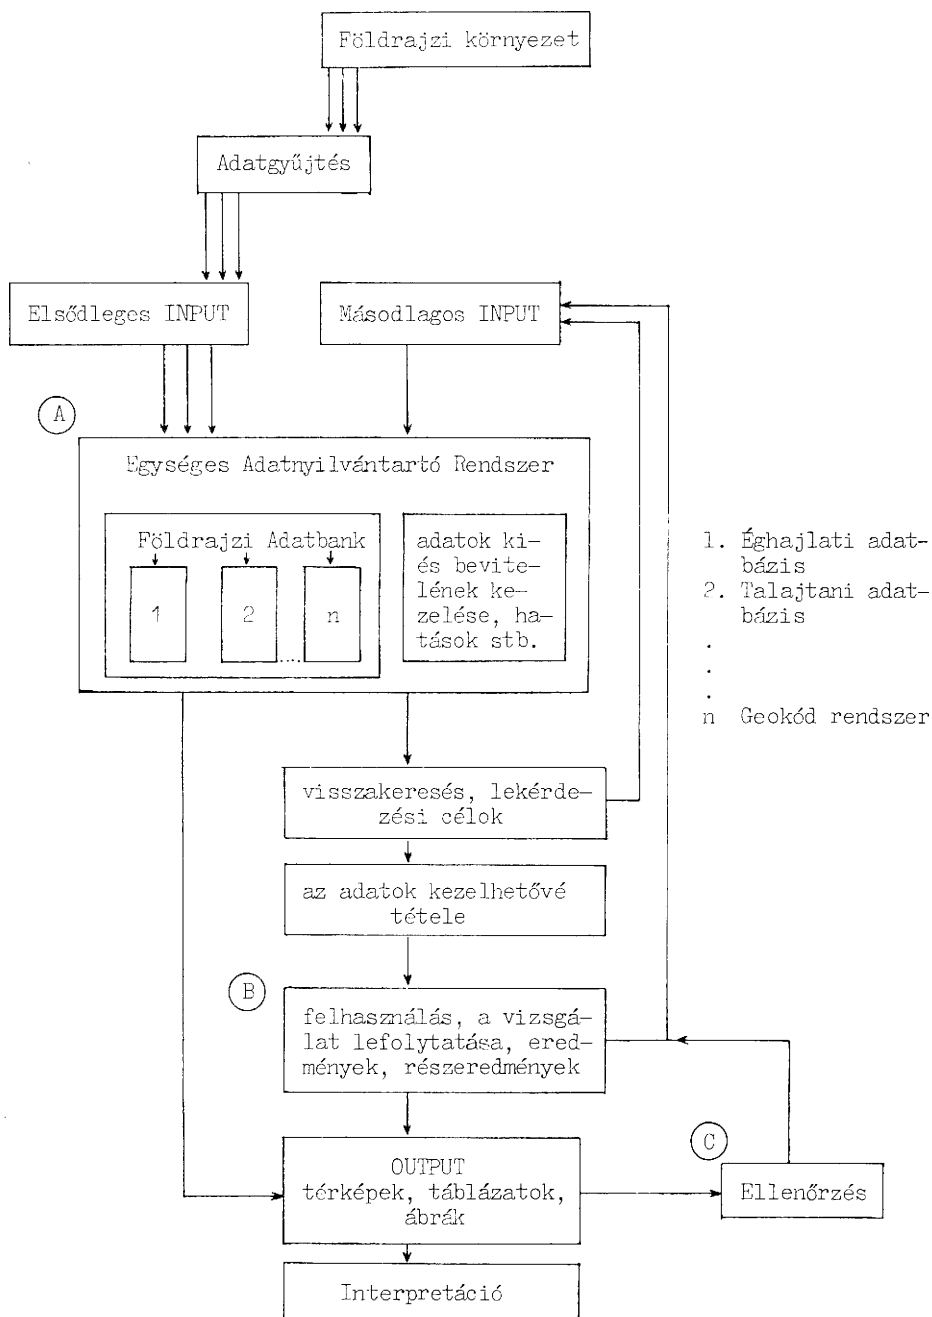 Földrajzi környezet
Adatgyűjtés
Elsődleges INPUT
Másodlagos INPUT
A
Egységes Adatnyilvántartó Rendszer
Földrajzi Adatbank
1
2
....
n
adatok ki-
és bevite-
lének ke-
zelése, ha-
tások stb.
1. Éghajlati adat-
bázis
2. Talajtani adat-
bázis
.
.
.
n Geokód rendszer
visszakeresés, lekérde-
zési célok
az adatok kezelhetővé
tétele
B
felhasználás, a vizsgá-
lat lefolytatása, ered-
mények, részeredmények
C
OUTPUT
térképek, táblázatok,
ábrák
Ellenőrzés
Interpretáció